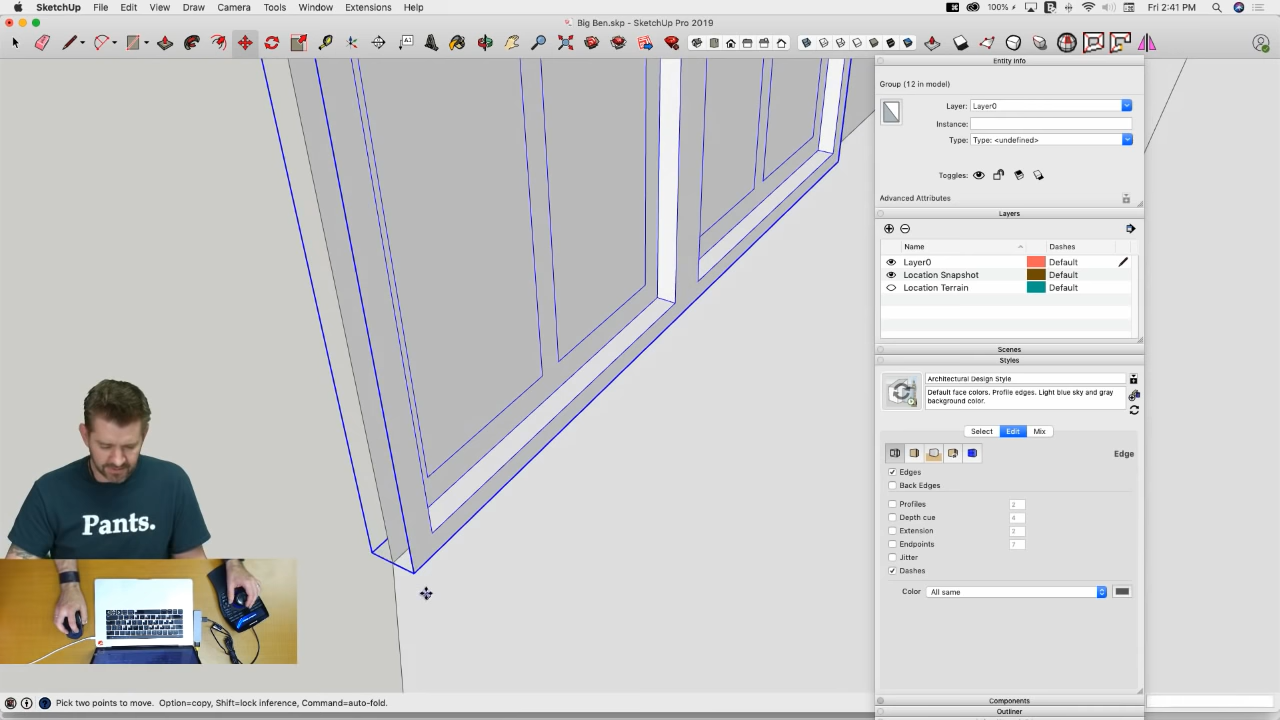 SketchUp File Edit View Draw Camera Tools Window Extensions Help 100% Fri 2:41 PM
Big Ben.skp - SketchUp Pro 2019
Entity Info
Group (12 in model)
Layer: Layer0
Instance:
Type: Type: <undefined>
Toggles:
Advanced Attributes
Layers
Name Dashes
Layer0 Default
Location Snapshot Default
Location Terrain Default
Scenes
Styles
Architectural Design Style
Default face colors. Profile edges. Light blue sky and gray
background color.
Select Edit Mix
Edge
Edges
Back Edges
Profiles 2
Depth cue 4
Extension 2
Endpoints 7
Jitter
Dashes
Color All same
Pants.
Components
Pick two points to move. Option=copy, Shift=lock inference, Command=auto-fold.
Outliner